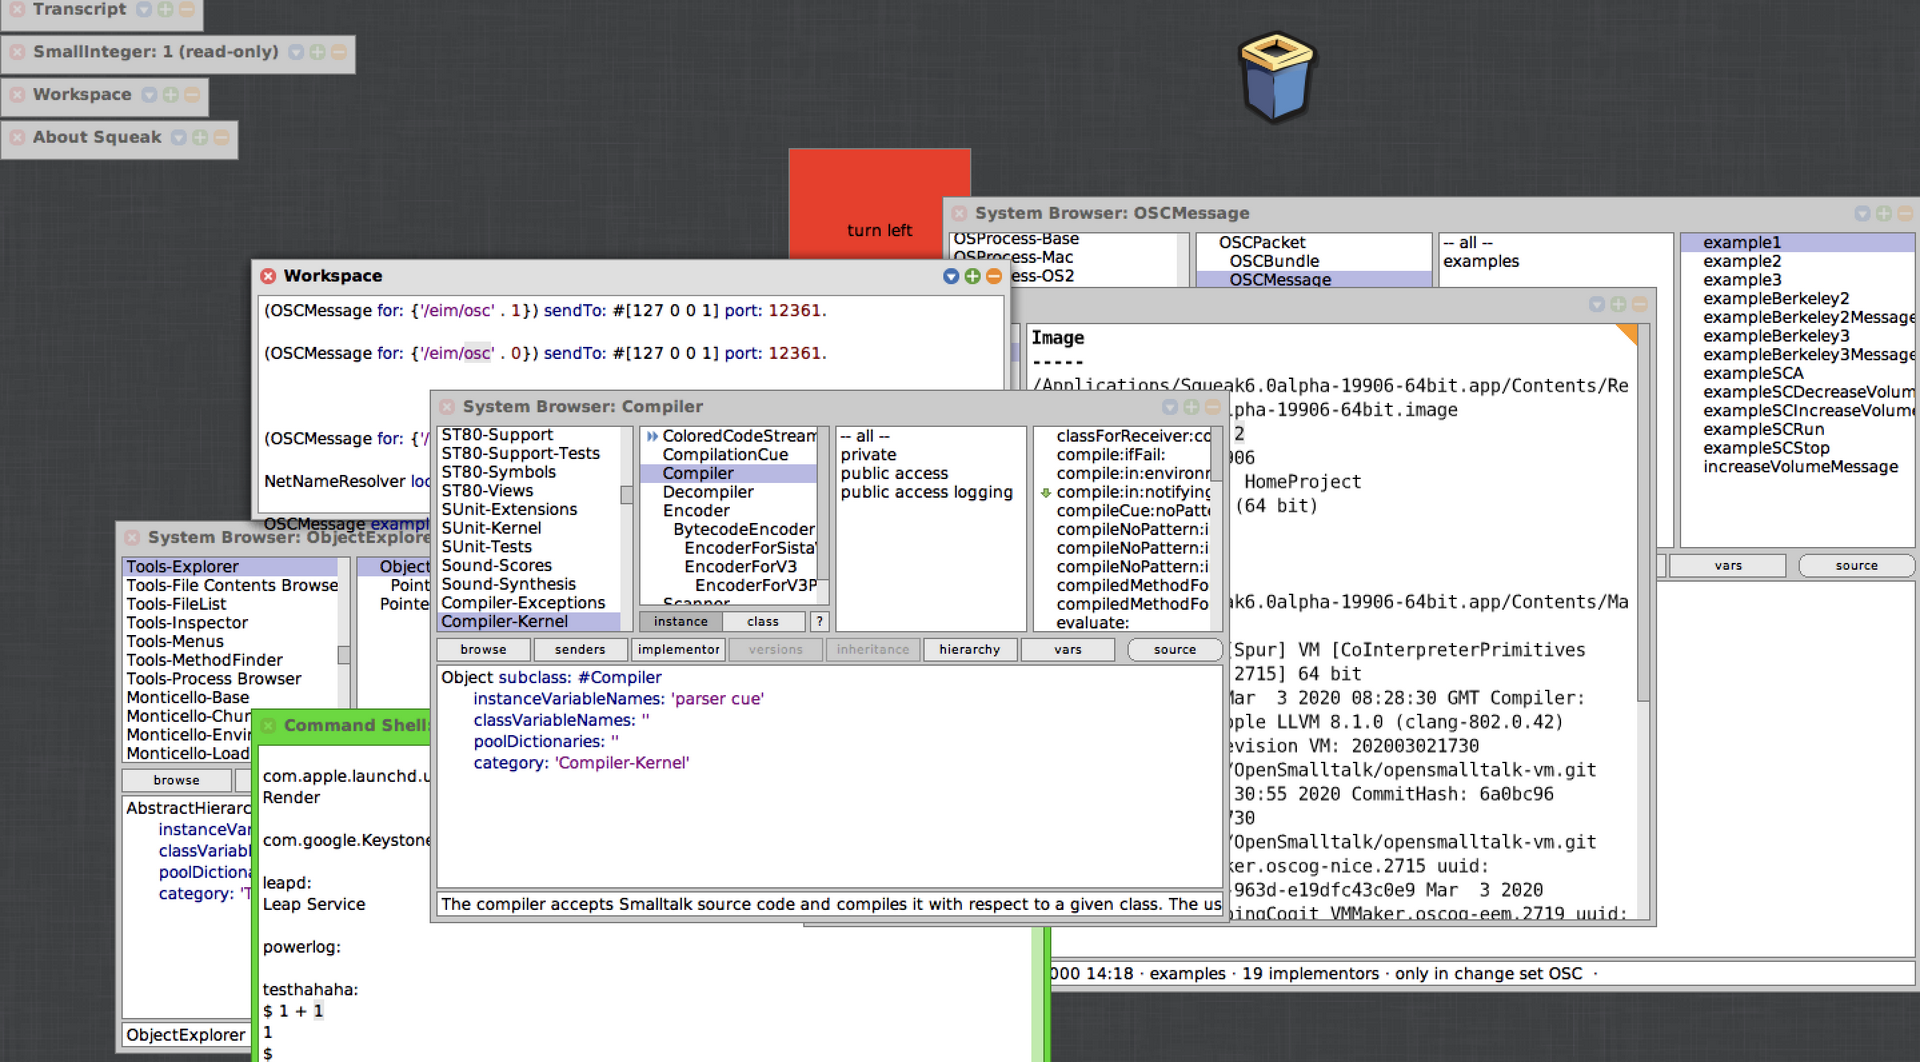 Transcript
SmallInteger: 1 (read-only)
Workspace
About Squeak
turn left
System Browser: OSCMessage
OSProcess-Base
OSProcess-Mac
ess-OS2
OSCPacket
OSCBundle
OSCMessage
-- all --
examples
example1
example2
example3
exampleBerkeley2
exampleBerkeley2Message
exampleBerkeley3
exampleBerkeley3Message
exampleSCA
exampleSCDecreaseVolum
exampleSCIncreaseVolume
exampleSCRun
exampleSCStop
increaseVolumeMessage
vars
source
000 14:18 · examples · 19 implementors · only in change set OSC ·
Workspace
(OSCMessage for: {'/eim/osc' . 1}) sendTo: #[127 0 0 1] port: 12361.
(OSCMessage for: {'/eim/osc' . 0}) sendTo: #[127 0 0 1] port: 12361.
(OSCMessage for: {'/
NetNameResolver loc
OSCMessage exampl
Image
-----
/Applications/Squeak6.0alpha-19906-64bit.app/Contents/Re
lpha-19906-64bit.image
2
906
HomeProject
(64 bit)
ak6.0alpha-19906-64bit.app/Contents/Ma
[Spur] VM [CoInterpreterPrimitives
2715] 64 bit
Mar  3 2020 08:28:30 GMT Compiler:
ple LLVM 8.1.0 (clang-802.0.42)
evision VM: 202003021730
/OpenSmalltalk/opensmalltalk-vm.git
30:55 2020 CommitHash: 6a0bc96
730
/OpenSmalltalk/opensmalltalk-vm.git
ker.oscog-nice.2715 uuid:
-963d-e19dfc43c0e9 Mar  3 2020
pingCogit VMMaker.oscog-eem.2719 uuid:
System Browser: Compiler
ST80-Support
ST80-Support-Tests
ST80-Symbols
ST80-Views
SUnit-Extensions
SUnit-Kernel
SUnit-Tests
Sound-Scores
Sound-Synthesis
Compiler-Exceptions
Compiler-Kernel
ColoredCodeStream
CompilationCue
Compiler
Decompiler
Encoder
BytecodeEncoder
EncoderForSista
EncoderForV3
EncoderForV3P
Scanner
instance
class
?
-- all --
private
public access
public access logging
classForReceiver:co
compile:ifFail:
compile:in:environm
compile:in:notifying
compileCue:noPatte
compileNoPattern:i
compileNoPattern:i
compileNoPattern:i
compiledMethodFo
compiledMethodFo
evaluate:
browse
senders
implementor
versions
inheritance
hierarchy
vars
source
Object subclass: #Compiler
instanceVariableNames: 'parser cue'
classVariableNames: ''
poolDictionaries: ''
category: 'Compiler-Kernel'
The compiler accepts Smalltalk source code and compiles it with respect to a given class. The us
System Browser: ObjectExplore
Tools-Explorer
Tools-File Contents Browse
Tools-FileList
Tools-Inspector
Tools-Menus
Tools-MethodFinder
Tools-Process Browser
Monticello-Base
Monticello-Chun
Monticello-Envir
Monticello-Load
Object
Point
Pointe
browse
AbstractHierarc
instanceVar
classVariabl
poolDictiona
category: 'T
ObjectExplorer
Command Shell:
com.apple.launchd.u
Render
com.google.Keystone
leapd:
Leap Service
powerlog:
testhahaha:
$ 1 + 1
1
$